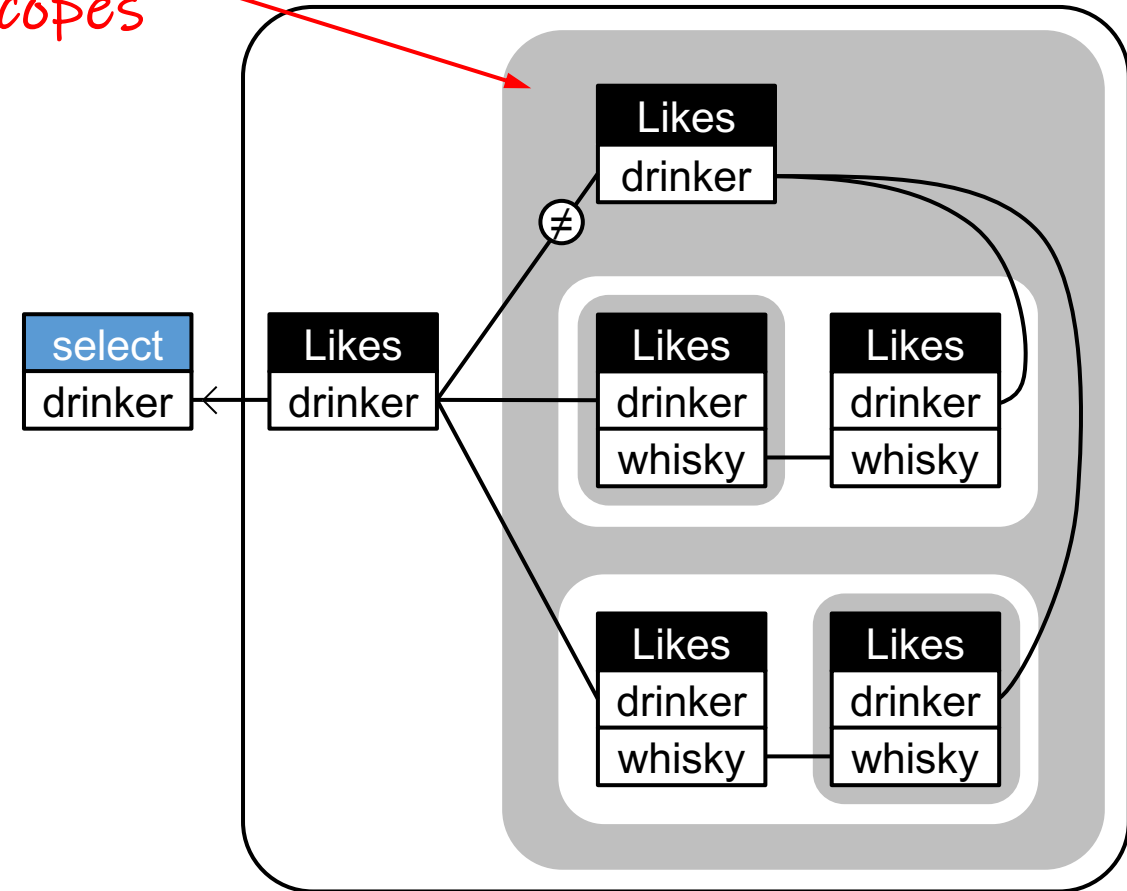 copes
Likes
drinker
≠
select
drinker
Likes
drinker
Likes
drinker
whisky
Likes
drinker
whisky
Likes
drinker
whisky
Likes
drinker
whisky